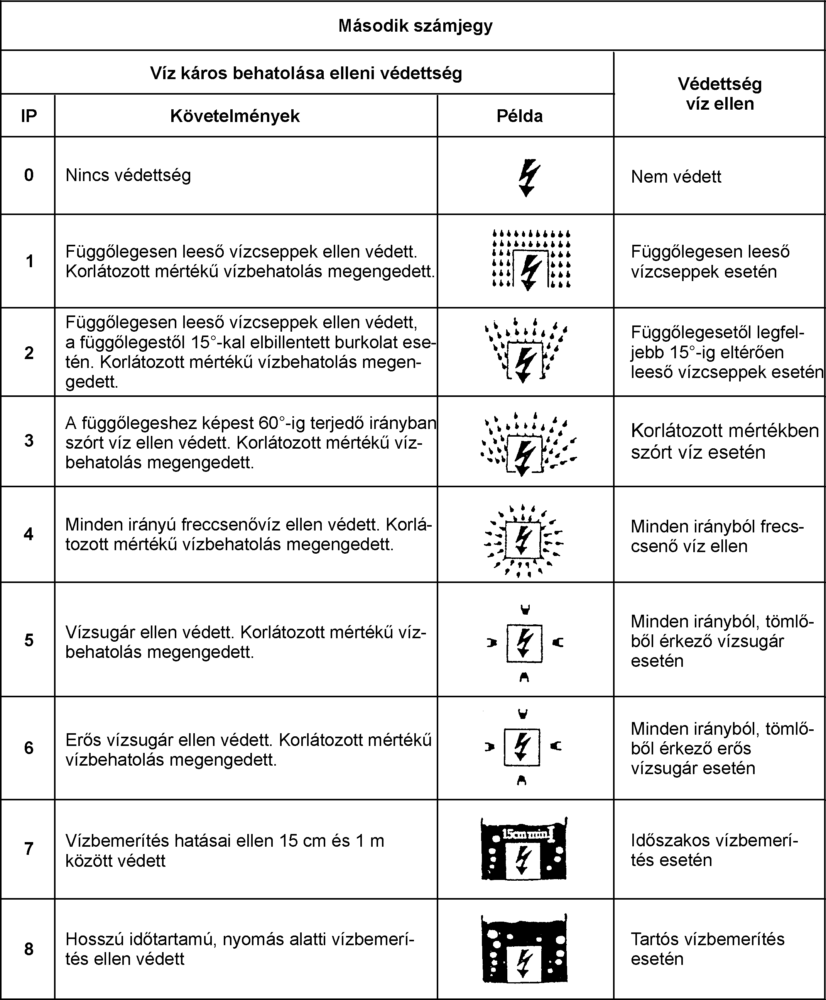 Második számjegy
Víz káros behatolása elleni védettség
Védettség
víz ellen
IP
Követelmények
Példa
0
Nincs védettség
Nem védett
1
Függőlegesen leeső vízcseppek ellen védett.
Korlátozott mértékű vízbehatolás megengedett.
Függőlegesen leeső
vízcseppek esetén
2
Függőlegesen leeső vízcseppek ellen védett,
a függőlegestől 15°-kal elbillentett burkolat ese-
tén. Korlátozott mértékű vízbehatolás megen-
gedett.
Függőlegesetől legfel-
jebb 15°-ig eltérően
leeső vízcseppek esetén
3
A függőlegeshez képest 60°-ig terjedő irányban
szórt víz ellen védett. Korlátozott mértékű víz-
behatolás megengedett.
Korlátozott mértékben
szórt víz esetén
4
Minden irányú freccsenővíz ellen védett. Korlá-
tozott mértékű vízbehatolás megengedett.
Minden irányból frecs-
csenő víz ellen
5
Vízsugár ellen védett. Korlátozott mértékű víz-
behatolás megengedett.
Minden irányból, tömlő-
ből érkező vízsugár
esetén
6
Erős vízsugár ellen védett. Korlátozott mértékű
vízbehatolás megengedett.
Minden irányból, tömlő-
ből érkező erős
vízsugár esetén
7
Vízbemerítés hatásai ellen 15 cm és 1 m
között védett
15cm min
Időszakos vízbemerí-
tés esetén
8
Hosszú időtartamú, nyomás alatti vízbemerí-
tés ellen védett
Tartós vízbemerítés
esetén